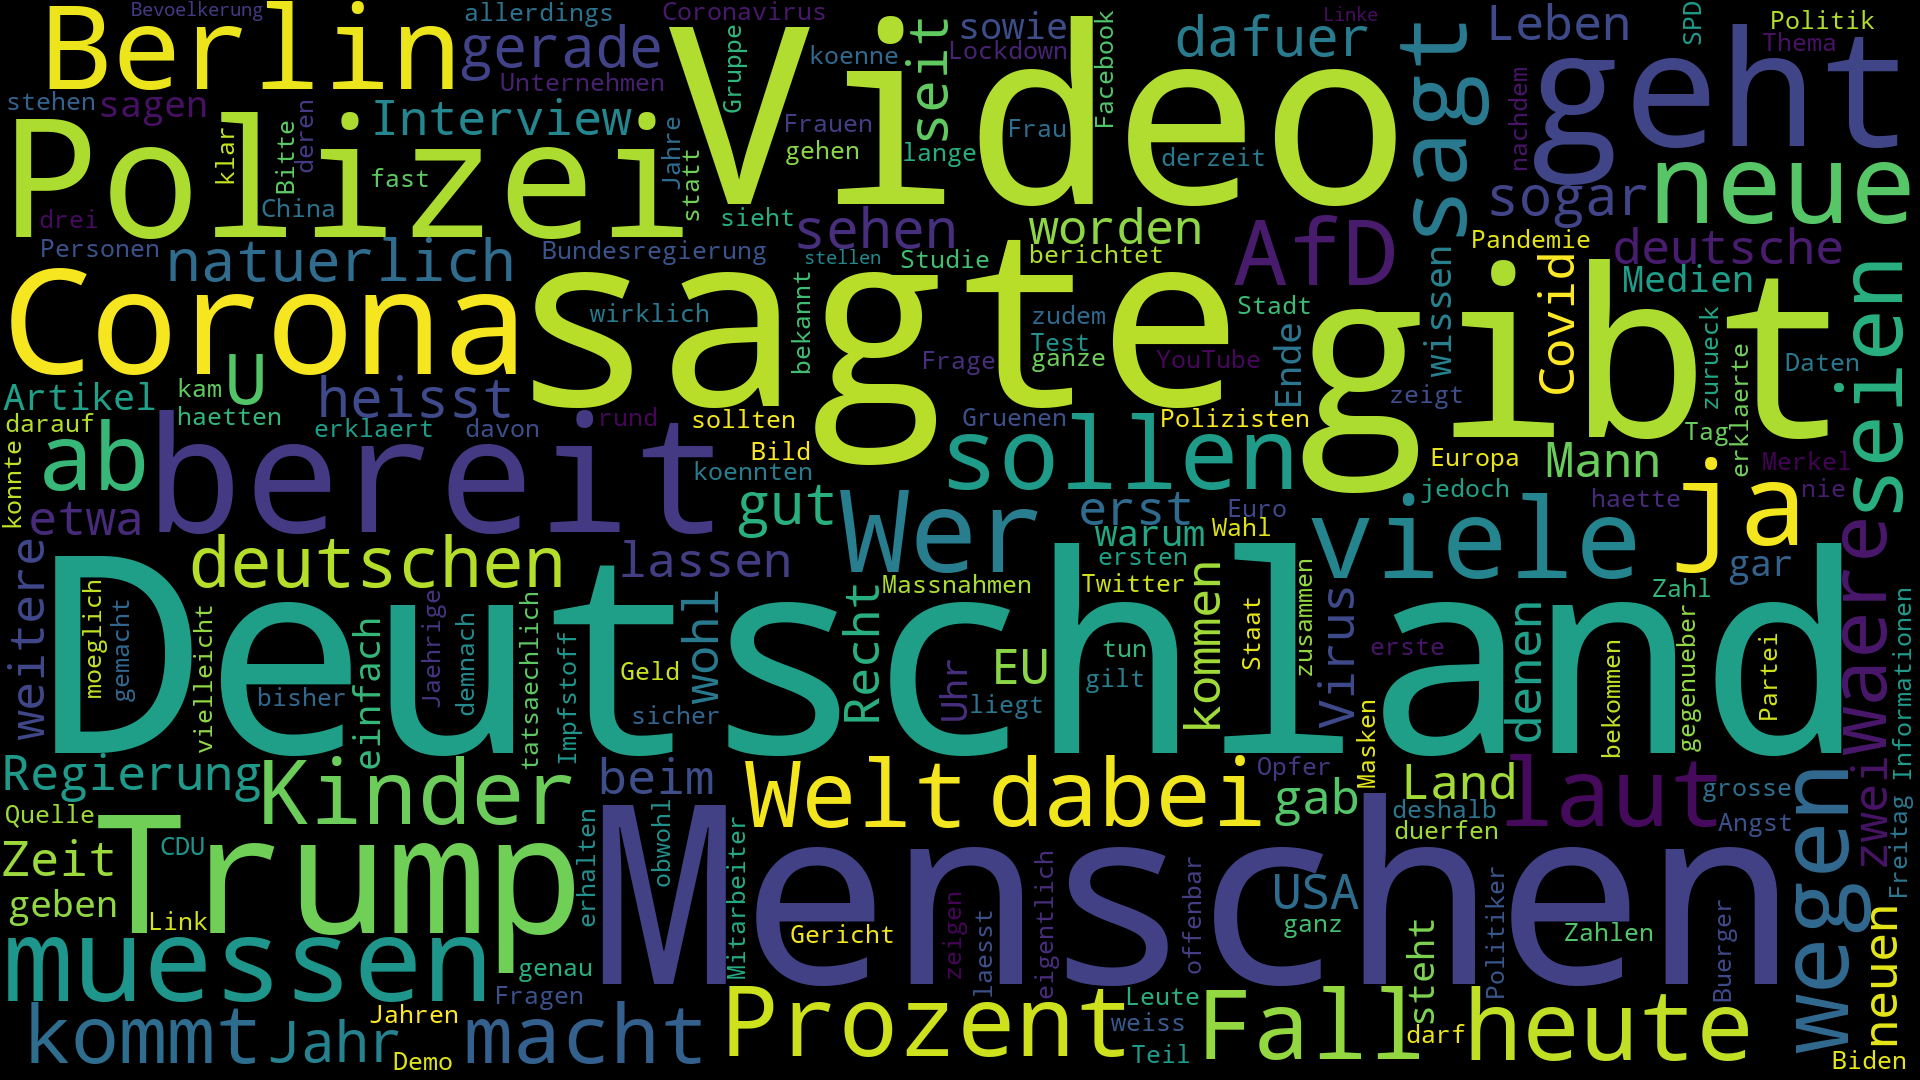 Bevoelkerung
allerdings
Coronavirus
sowie
Facebook
Linke
SPD
Politik
Berlin
gerade
Video
seit
dafuer
sagt
Leben
geht
Thema
Unternehmen
Gruppe
koenne
Lockdown
stehen
sagen
deren
Interview
Frauen
Frau
nachdem
Polizei
klar
Bitte
fast
Jahre
statt
gehen
lange
derzeit
neue
drei
China
sieht
sogar
Personen
natuerlich
Bundesregierung
sehen
stellen
Studie
worden
berichtet
AfD
Pandemie
deutsche
Corona
sagte
gibt
wirklich
bekannt
zudem
Test
ganze
Stadt
Ende
wissen
Covid
Medien
seien
Frage
YouTube
zurueck
erklaerte
Daten
Artikel
kam
U
heisst
zeigt
haetten
rund
sollten
Gruenen
Polizisten
darauf
ab
bereit
erklaert
davon
Bild
koennten
sollen
Europa
Mann
Tag
Merkel
konnte
etwa
gut
Wer
erst
Euro
jedoch
haette
ja
nie
warum
Wahl
viele
weitere
deutschen
lassen
ersten
gar
Deutschland
moeglich
gemacht
vielleicht
einfach
Jaehrige
demnach
tatsaechlich
Impfstoff
wohl
Massnahmen
Recht
Twitter
kommen
Staat
zusammen
Virus
denen
Zahl
waere
Informationen
Geld
Uhr
EU
tun
erste
bekommen
gegenueber
Partei
bisher
sicher
liegt
gilt
Masken
Regierung
Kinder
beim
Welt
dabei
Opfer
gab
Land
laut
grosse
zwei
Quelle
Trump
CDU
obwohl
deshalb
duerfen
Angst
wegen
Freitag
Zeit
erhalten
Mitarbeiter
Menschen
geben
Link
Gericht
zeigen
laesst
eigentlich
offenbar
USA
ganz
steht
Politiker
Zahlen
Buerger
neuen
muessen
genau
Fragen
Prozent
Leute
Fall
heute
kommt
Jahr
Jahren
macht
weiss
darf
Demo
Teil
Biden